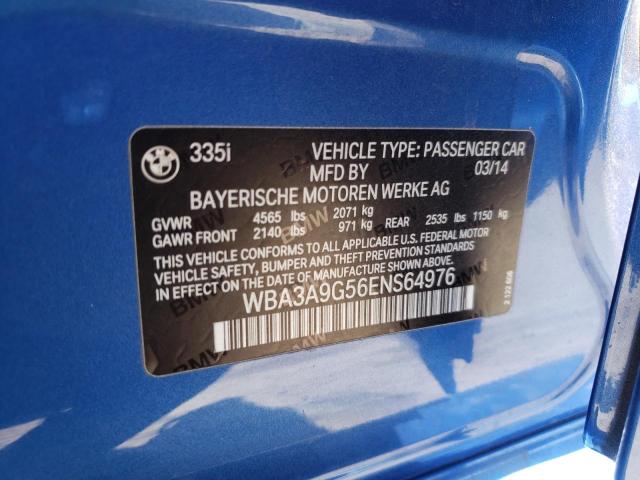 BMW 335i VEHICLE TYPE: PASSENGER CAR
MFD BY 03/14
BAYERISCHE MOTOREN WERKE AG
GVWR 4565 lbs 2071 kg
GAWR FRONT 2140 lbs 971 kg REAR 2535 lbs 1150 kg
THIS VEHICLE CONFORMS TO ALL APPLICABLE U.S. FEDERAL MOTOR
VEHICLE SAFETY, BUMPER AND THEFT PREVENTION STANDARDS
IN EFFECT ON THE DATE OF MANUFACTURE SHOWN ABOVE.
WBA3A9G56ENS64976